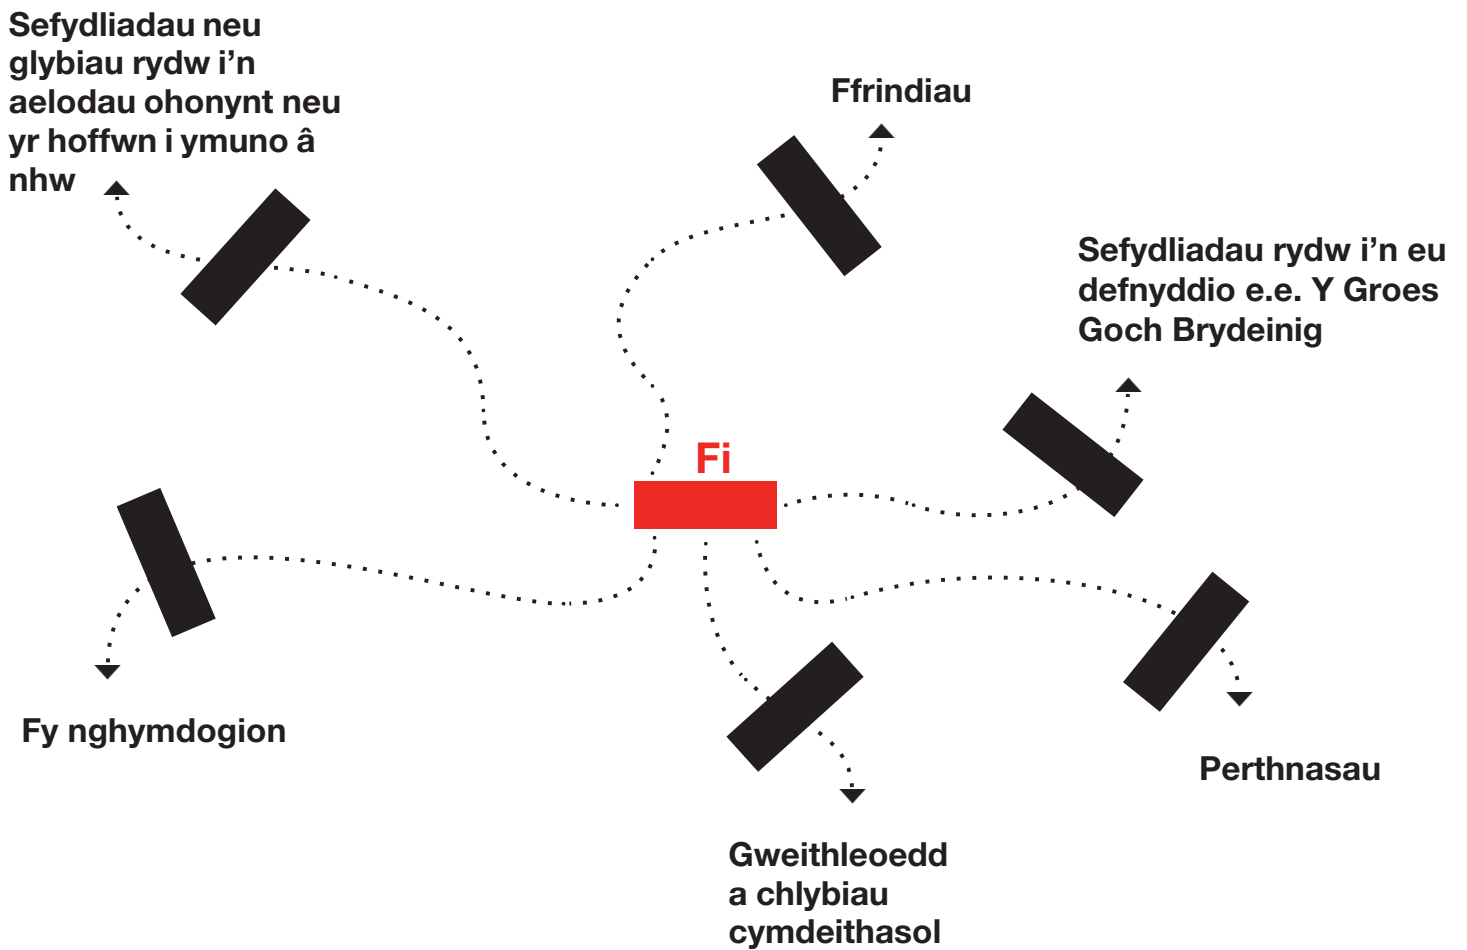 Sefydliadau neu
glybiau rydw i’n
aelodau ohonynt neu
yr hoffwn i ymuno â
nhw
Ffrindiau
Sefydliadau rydw i’n eu
defnyddio e.e. Y Groes
Goch Brydeinig
Fi
Fy nghymdogion
Perthnasau
Gweithleoedd
a chlybiau
cymdeithasol